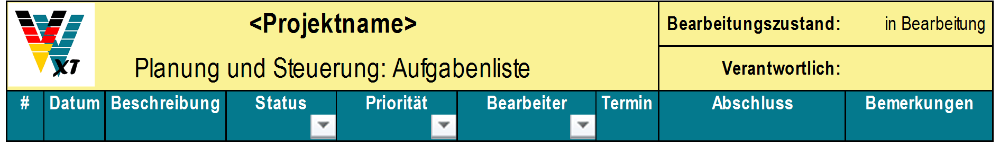 <Projektname>
Planung und Steuerung: Aufgabenliste
Bearbeitungszustand: in Bearbeitung
Verantwortlich:
XT
# Datum Beschreibung Status Priorität Bearbeiter Termin Abschluss Bemerkungen